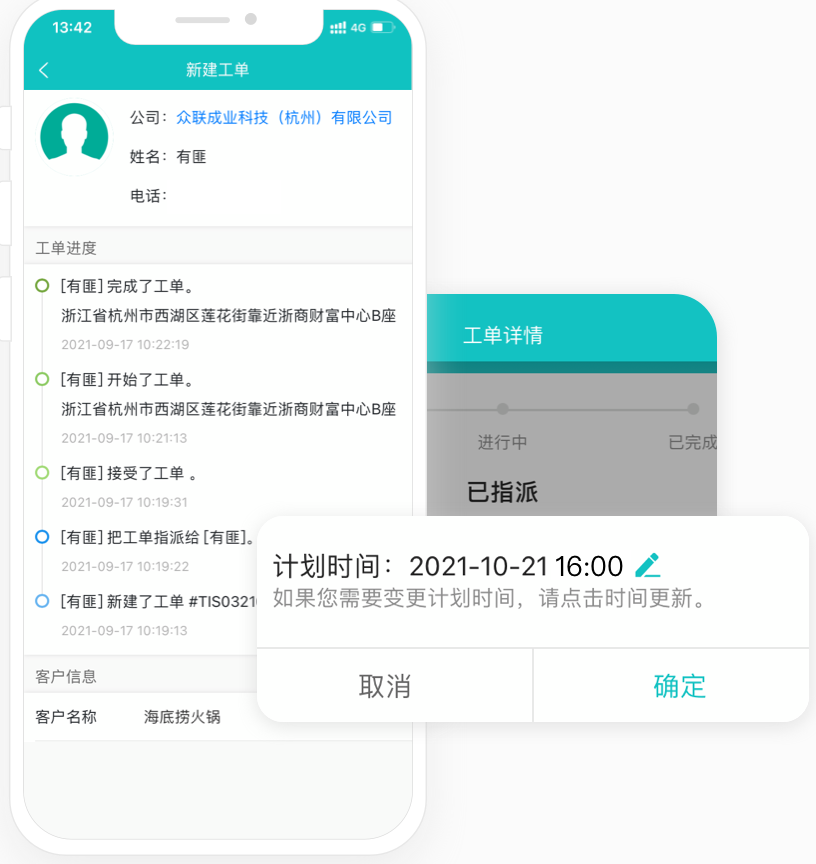 13:42
4G
新建工单
公司：众联成业科技（杭州）有限公司
姓名：有匪
电话：
工单进度
[有匪] 完成了工单。
浙江省杭州市西湖区莲花街靠近浙商财富中心B座
2021-09-17 10:22:19
[有匪] 开始了工单。
浙江省杭州市西湖区莲花街靠近浙商财富中心B座
2021-09-17 10:21:13
[有匪] 接受了工单 。
2021-09-17 10:19:31
[有匪] 把工单指派给 [有匪]。
2021-09-17 10:19:22
[有匪] 新建了工单 #TIS0321
2021-09-17 10:19:13
客户信息
客户名称 海底捞火锅
工单详情
进行中 已完成
已指派
计划时间：2021-10-21 16:00
如果您需要变更计划时间，请点击时间更新。
取消 确定